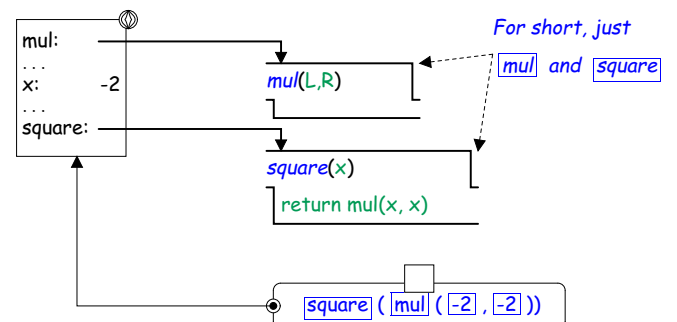 For short, just
mul and square
mul:
. . .
x: -2
...
square:
mul(L,R)
square(x)
return mul(x, x)
square ( mul ( -2 , -2 ))